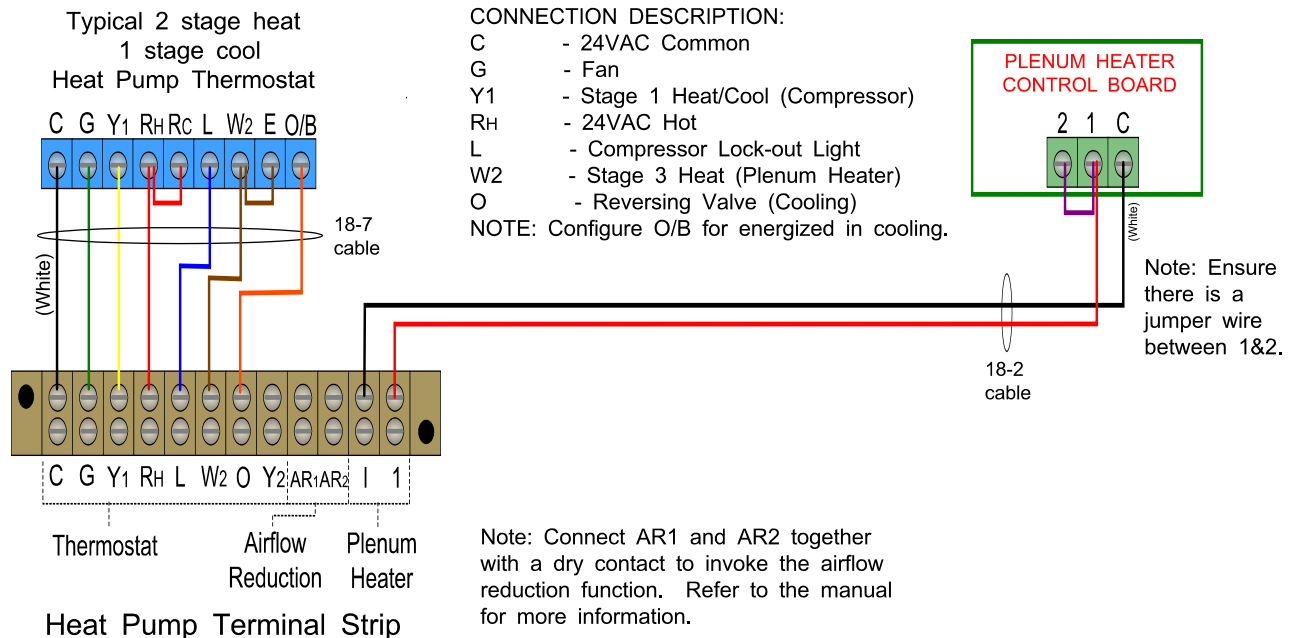 Typical 2 stage heat
1 stage cool
Heat Pump Thermostat
C G Y1 RH RC L W2 E O/B
18-7
cable
(White)
CONNECTION DESCRIPTION:
C - 24VAC Common
G - Fan
Y1 - Stage 1 Heat/Cool (Compressor)
RH - 24VAC Hot
L - Compressor Lock-out Light
W2 - Stage 3 Heat (Plenum Heater)
O - Reversing Valve (Cooling)
NOTE: Configure O/B for energized in cooling.
PLENUM HEATER
CONTROL BOARD
2 1 C
(White)
Note: Ensure
there is a
jumper wire
between 1&2.
18-2
cable
C G Y1 RH L W2 O Y2 AR1 AR2 I 1
Thermostat
Airflow
Reduction
Plenum
Heater
Heat Pump Terminal Strip
Note: Connect AR1 and AR2 together
with a dry contact to invoke the airflow
reduction function. Refer to the manual
for more information.